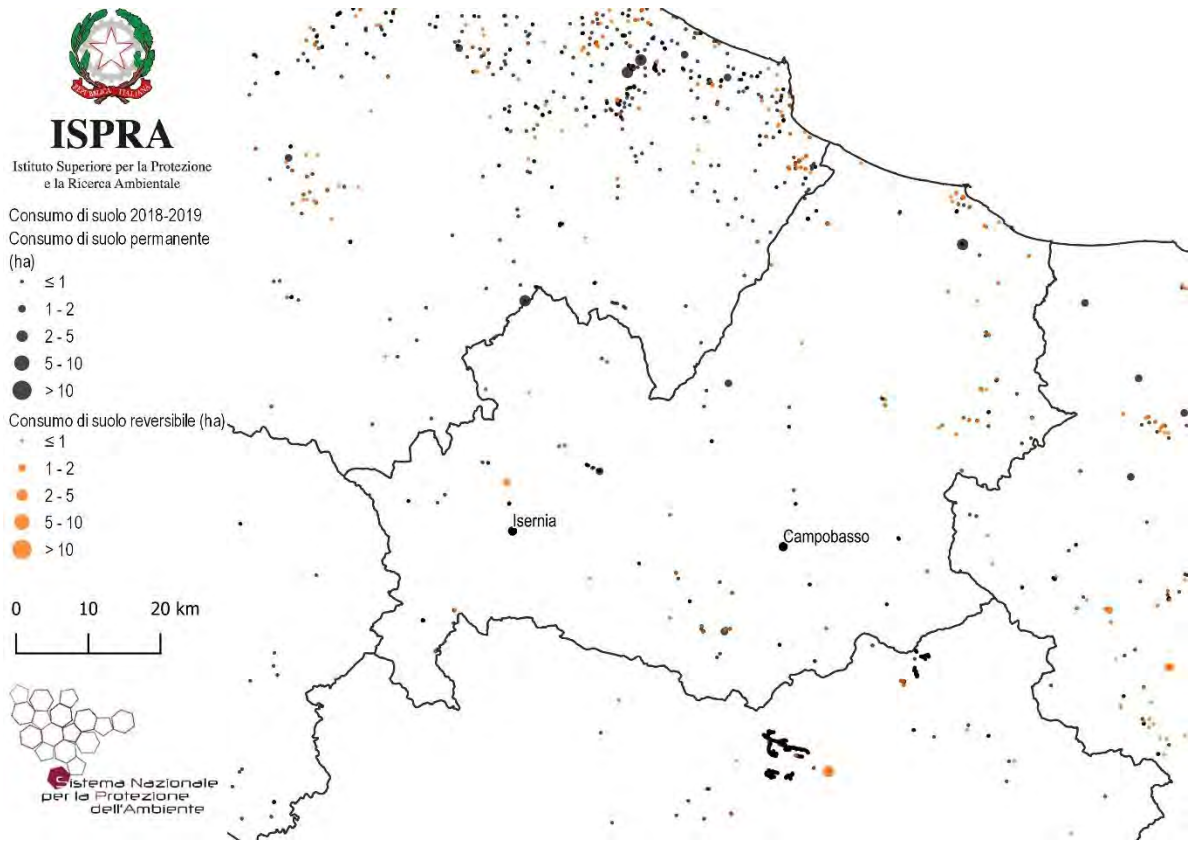 REPVBBLICA ITALIANA
ISPRA
Istituto Superiore per la Protezione
e la Ricerca Ambientale
Consumo di suolo 2018-2019
Consumo di suolo permanente
(ha)
≤ 1
1 - 2
2 - 5
5 - 10
> 10
Consumo di suolo reversibile (ha)
≤ 1
1 - 2
2 - 5
5 - 10
> 10
0 10 20 km
Isernia
Campobasso
Sistema Nazionale
per la Protezione
dell'Ambiente